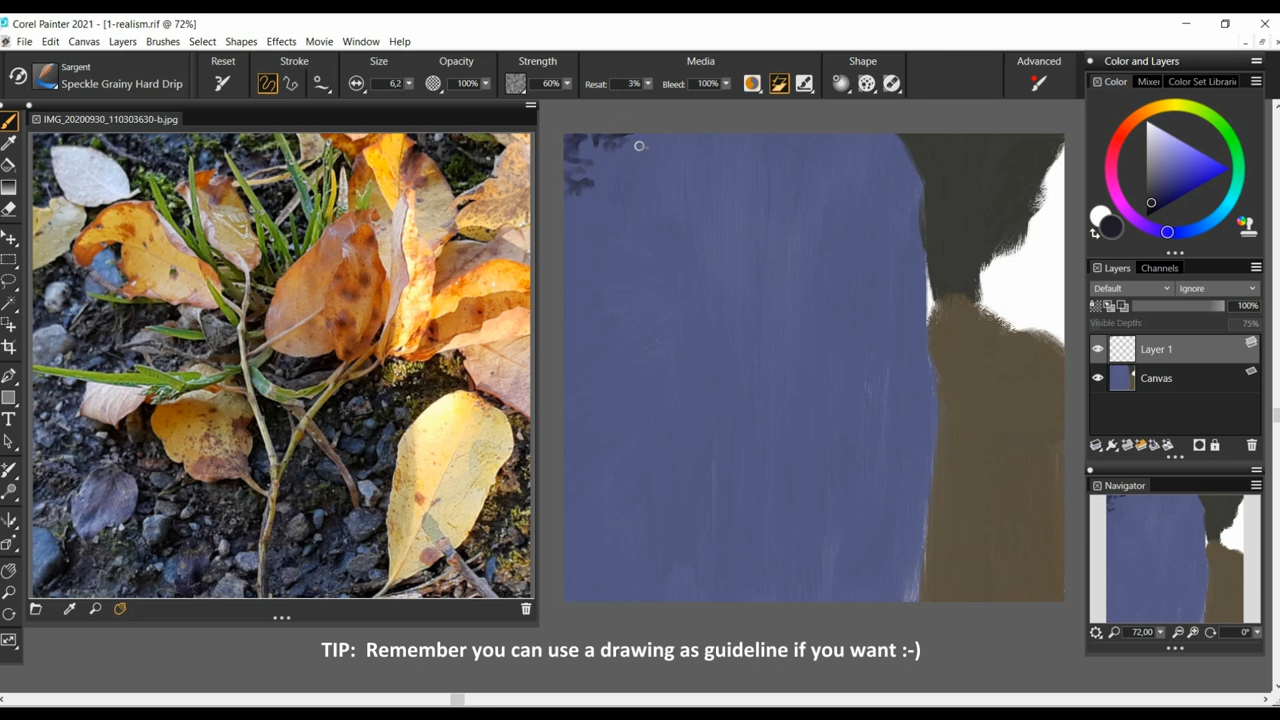 Corel Painter 2021 - [1-realism.rif @ 72%]
File Edit Canvas Layers Brushes Select Shapes Effects Movie Window Help
Reset Stroke Size Opacity Strength Media Shape Advanced
Sargent
Speckle Grainy Hard Drip
6,2 100% 60% Resat: 3% Bleed: 100%
IMG_20200930_110303630-b.jpg
Color and Layers
Color Mixe Color Set Librari
Layers Channels
Default Ignore
100%
Visible Depth: 75%
Layer 1
Canvas
Navigator
72,00 0°
TIP: Remember you can use a drawing as guideline if you want :-)